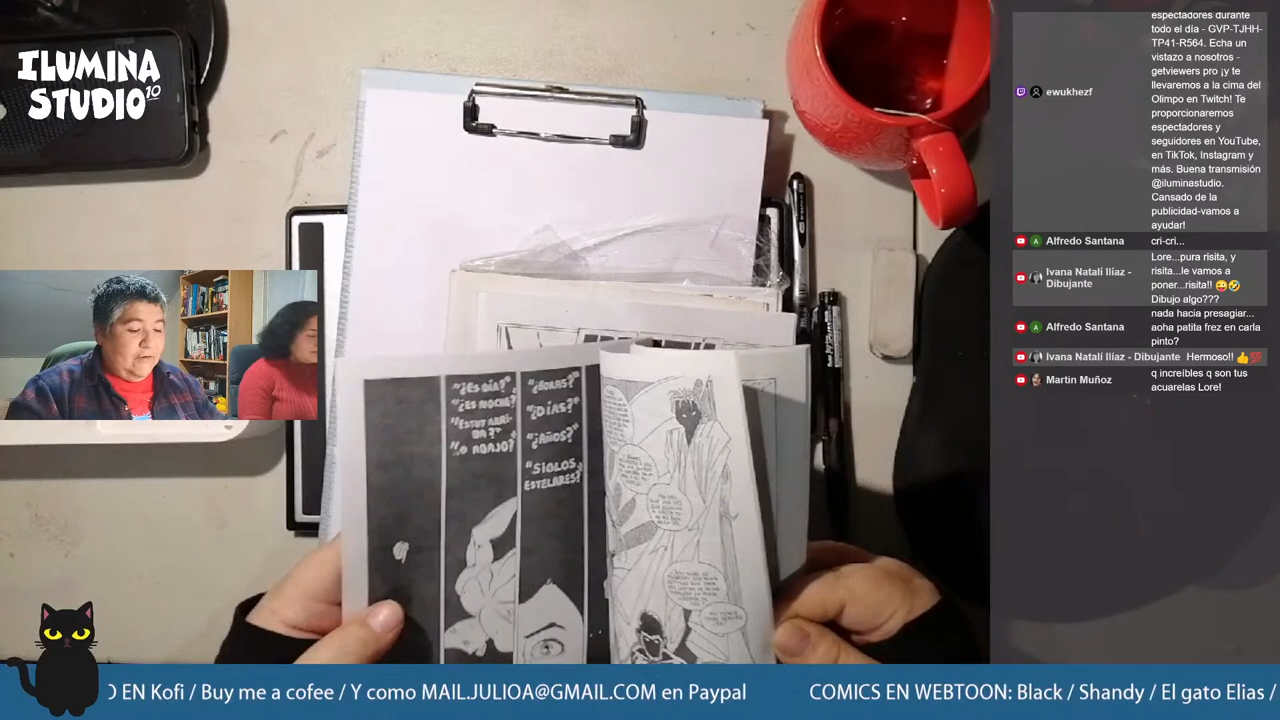 ILUMINA
STUDIO 2.0
espectadores durante
todo el día - GVP-TJHH-
TP41-R564. Echa un
vistazo a nosotros -
getviewers pro ¡y te
llevaremos a la cima del
Olimpo en Twitch! Te
proporcionaremos
espectadores y
seguidores en YouTube,
en TikTok, Instagram y
más. Buena transmisión
@iluminastudio.
Cansado de la
publicidad-vamos a
ayudar!
ewukhezf
Alfredo Santana cri-cri...
Ivana Natalí Ilíaz -
Dibujante
Lore...pura risita, y
risita...le vamos a
poner...risita!! 😜🤣
Dibujo algo???
Alfredo Santana
nada hacia presagiar...
aoha patita frez en carla
pinto?
Ivana Natalí Ilíaz - Dibujante Hermoso!! 👍💯
Martin Muñoz
q increíbles q son tus
acuarelas Lore!
"¿ES DÍA?"
"¿ES NOCHE?
"ESTOY ARRI-
BA?"
"O ABAJO?
"¿HORAS?"
"¿DÍAS?"
"¿AÑOS?"
"SIGLOS
ESTELARES?
O EN Kofi / Buy me a cofee / Y como MAIL.JULIOA@GMAIL.COM en Paypal
COMICS EN WEBTOON: Black / Shandy / El gato Elias /